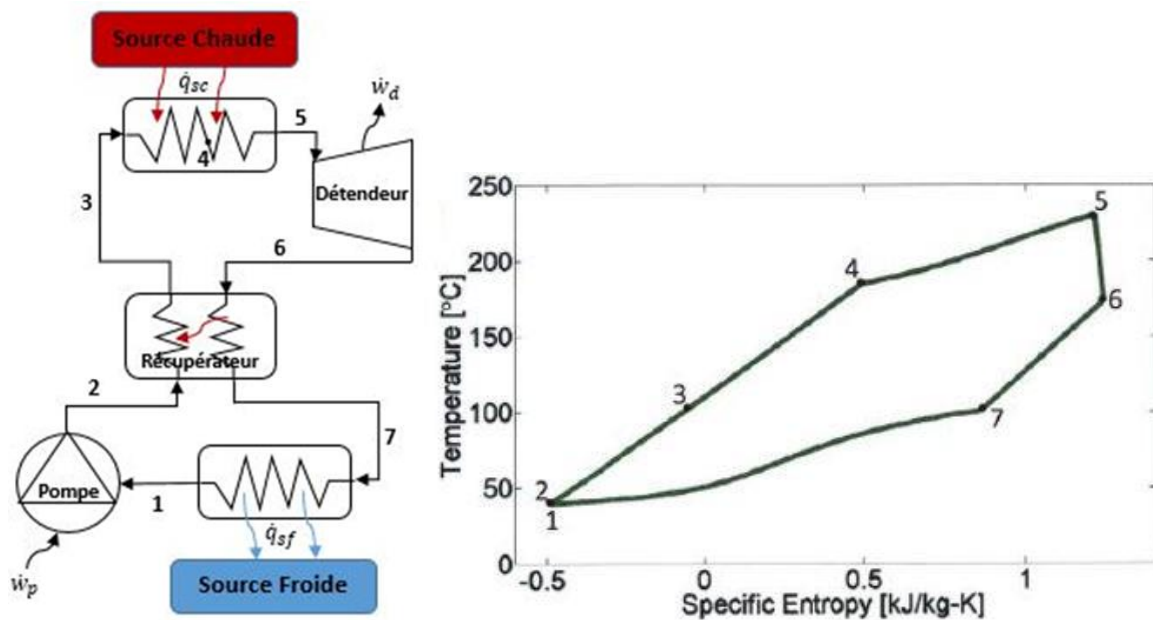 Source Chaude
q̇sc
ẇd
5
4
Détendeur
3
6
Récupérateur
2
7
Pompe
1
q̇sf
ẇp
Source Froide
250
200
150
100
50
0
Temperature [°C]
-0.5
0
0.5
1
Specific Entropy [kJ/kg-K]
1
2
3
4
5
6
7